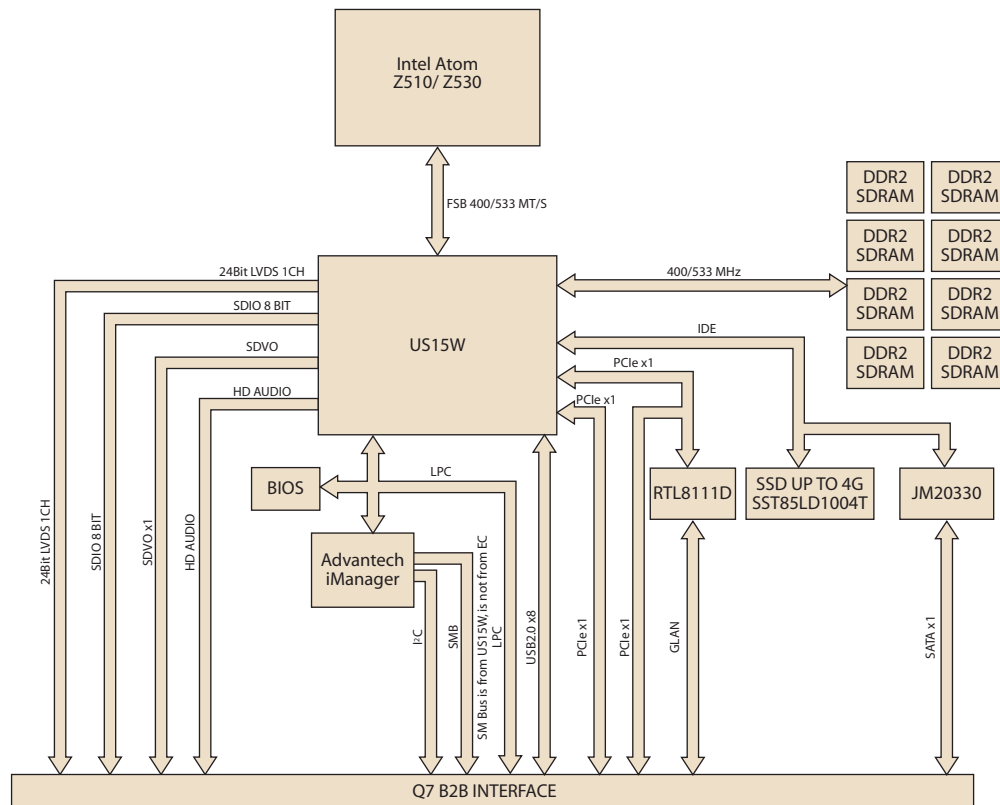 Intel Atom
Z510/ Z530
FSB 400/533 MT/S
DDR2
SDRAM
DDR2
SDRAM
DDR2
SDRAM
DDR2
SDRAM
DDR2
SDRAM
DDR2
SDRAM
DDR2
SDRAM
DDR2
SDRAM
24Bit LVDS 1CH
400/533 MHz
SDIO 8 BIT
IDE
US15W
SDVO
PCIe x1
HD AUDIO
PCIe x1
LPC
BIOS
RTL8111D
SSD UP TO 4G
SST85LD1004T
JM20330
Advantech
iManager
24Bit LVDS 1CH
SDIO 8 BIT
SDVO x1
HD AUDIO
I²C
SMB
SM Bus is from US15W, is not from EC
LPC
USB2.0 x8
PCIe x1
PCIe x1
GLAN
SATA x1
Q7 B2B INTERFACE